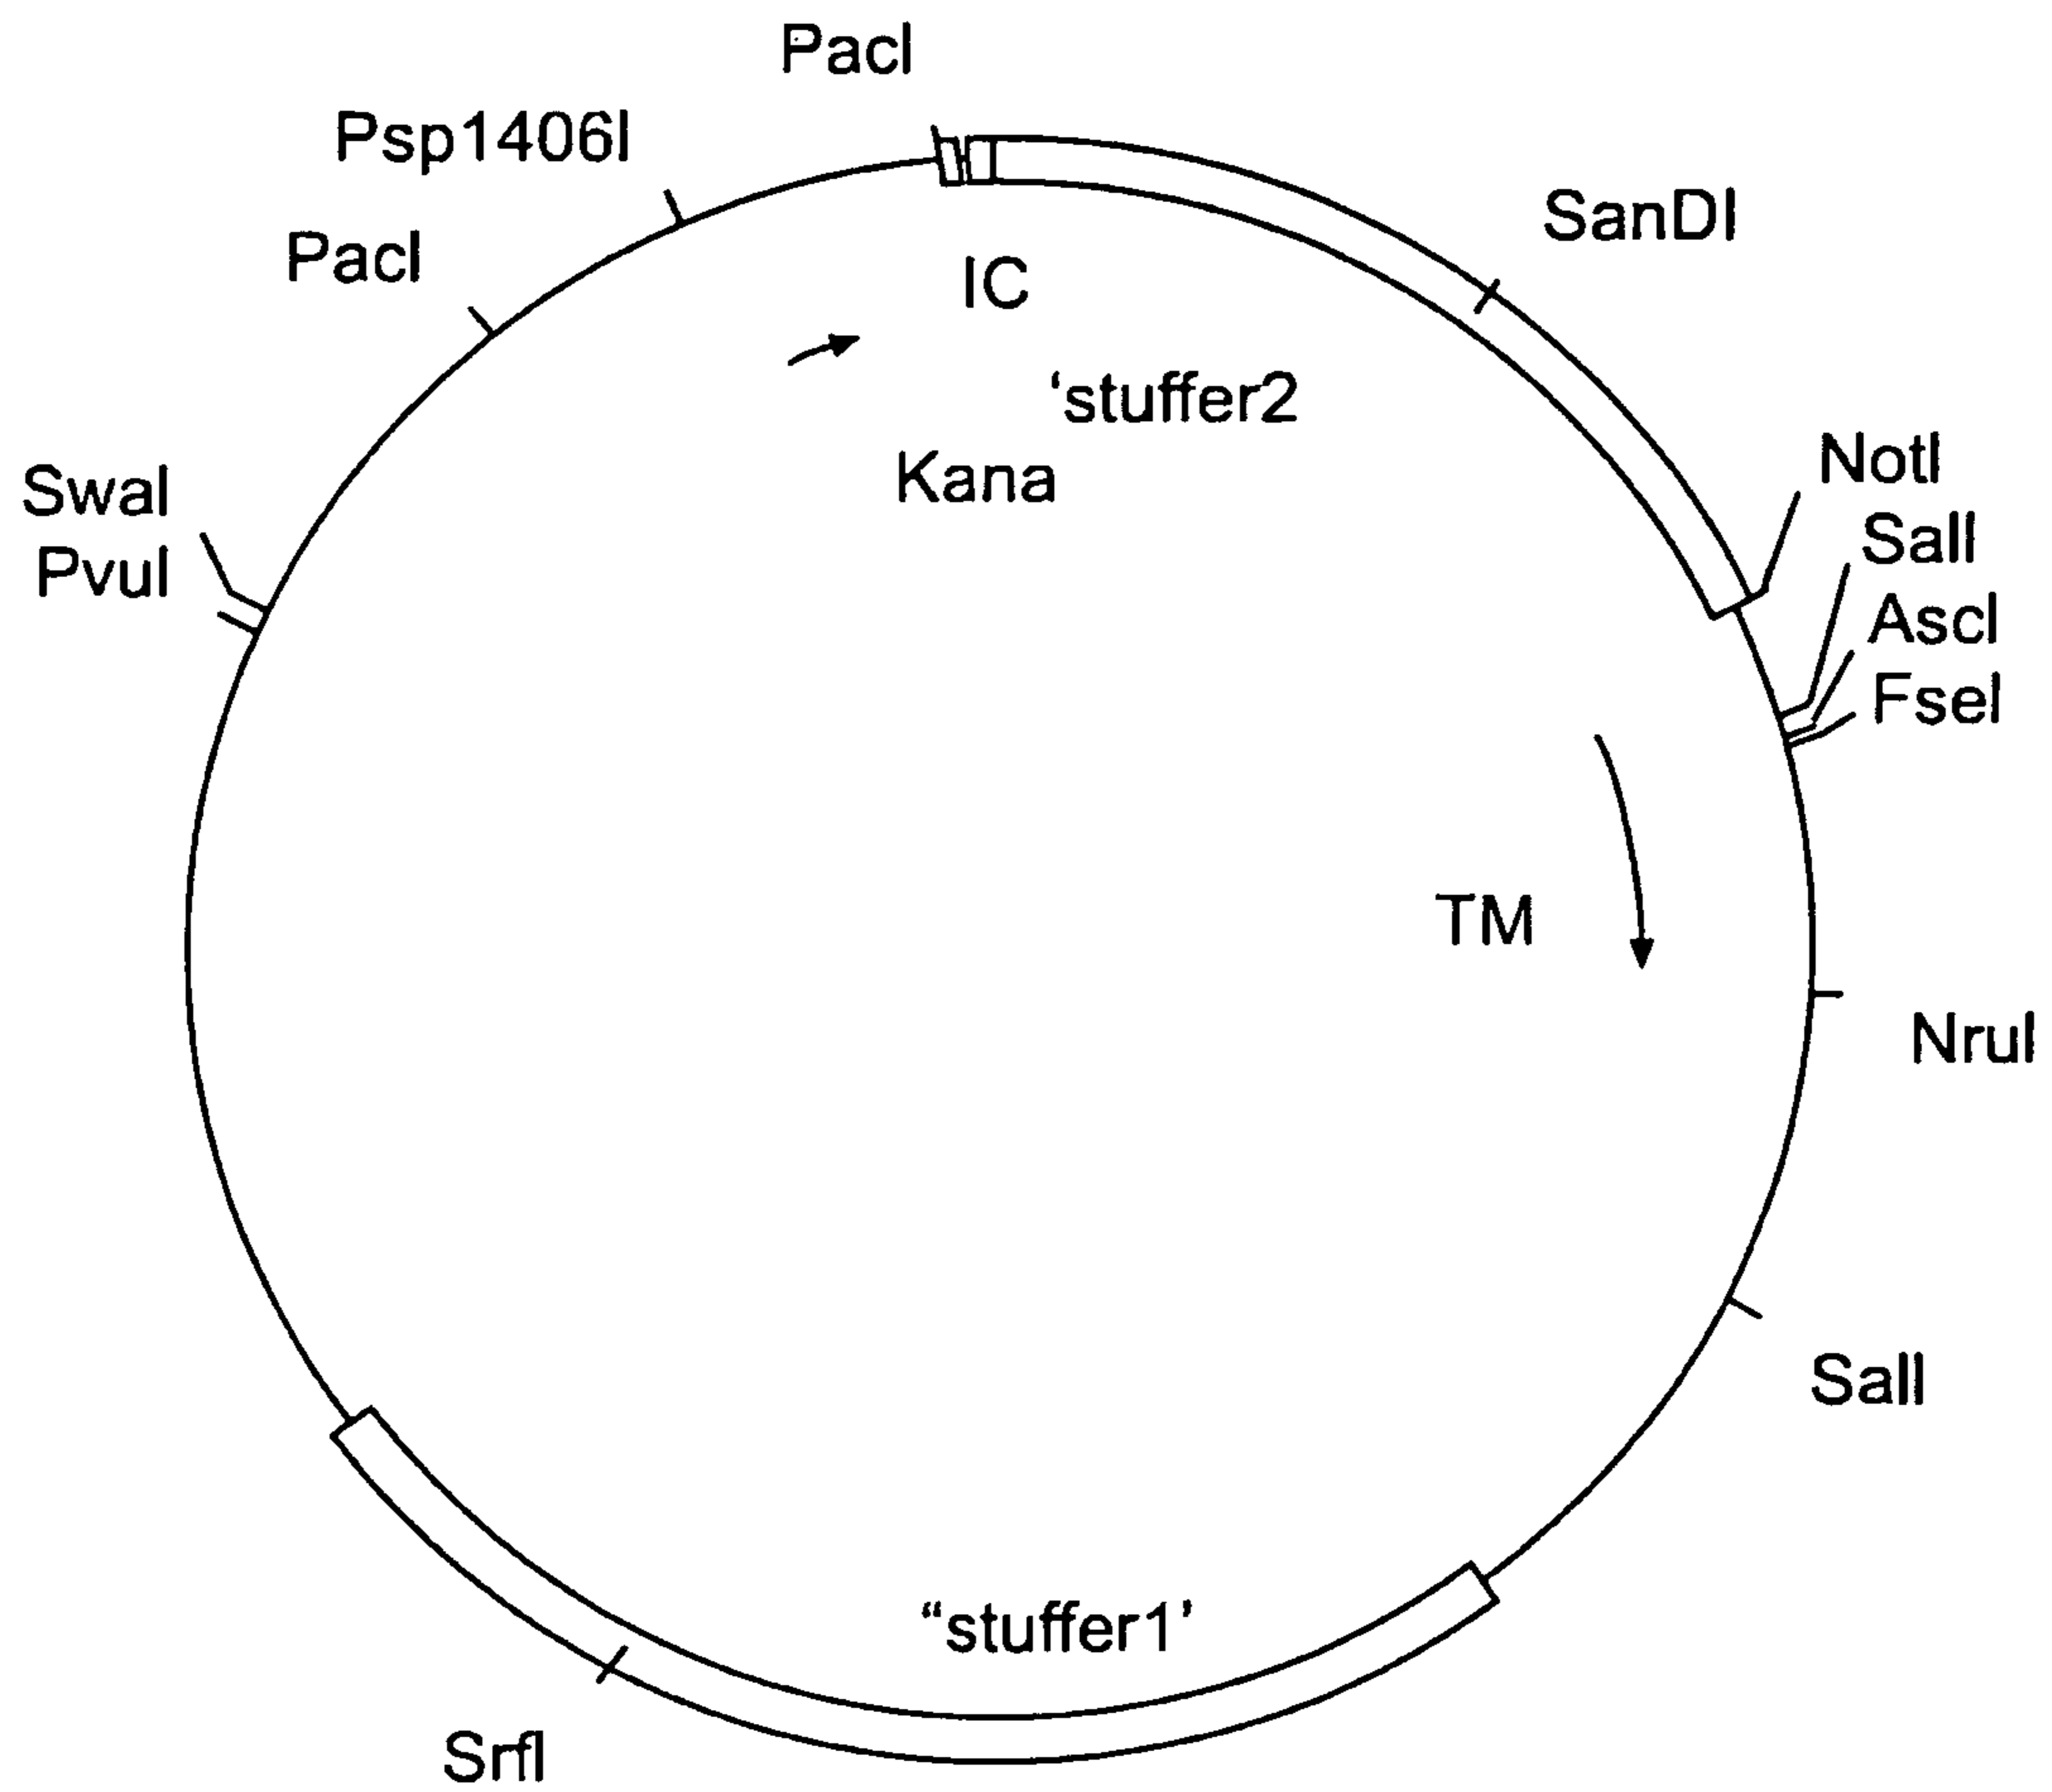 PacI
Psp1406I
PacI
SanDI
IC
'stuffer2
Kana
NotI
SalI
AscI
FseI
SwaI
PvuI
TM
NruI
SalI
"stuffer1'
SrfI